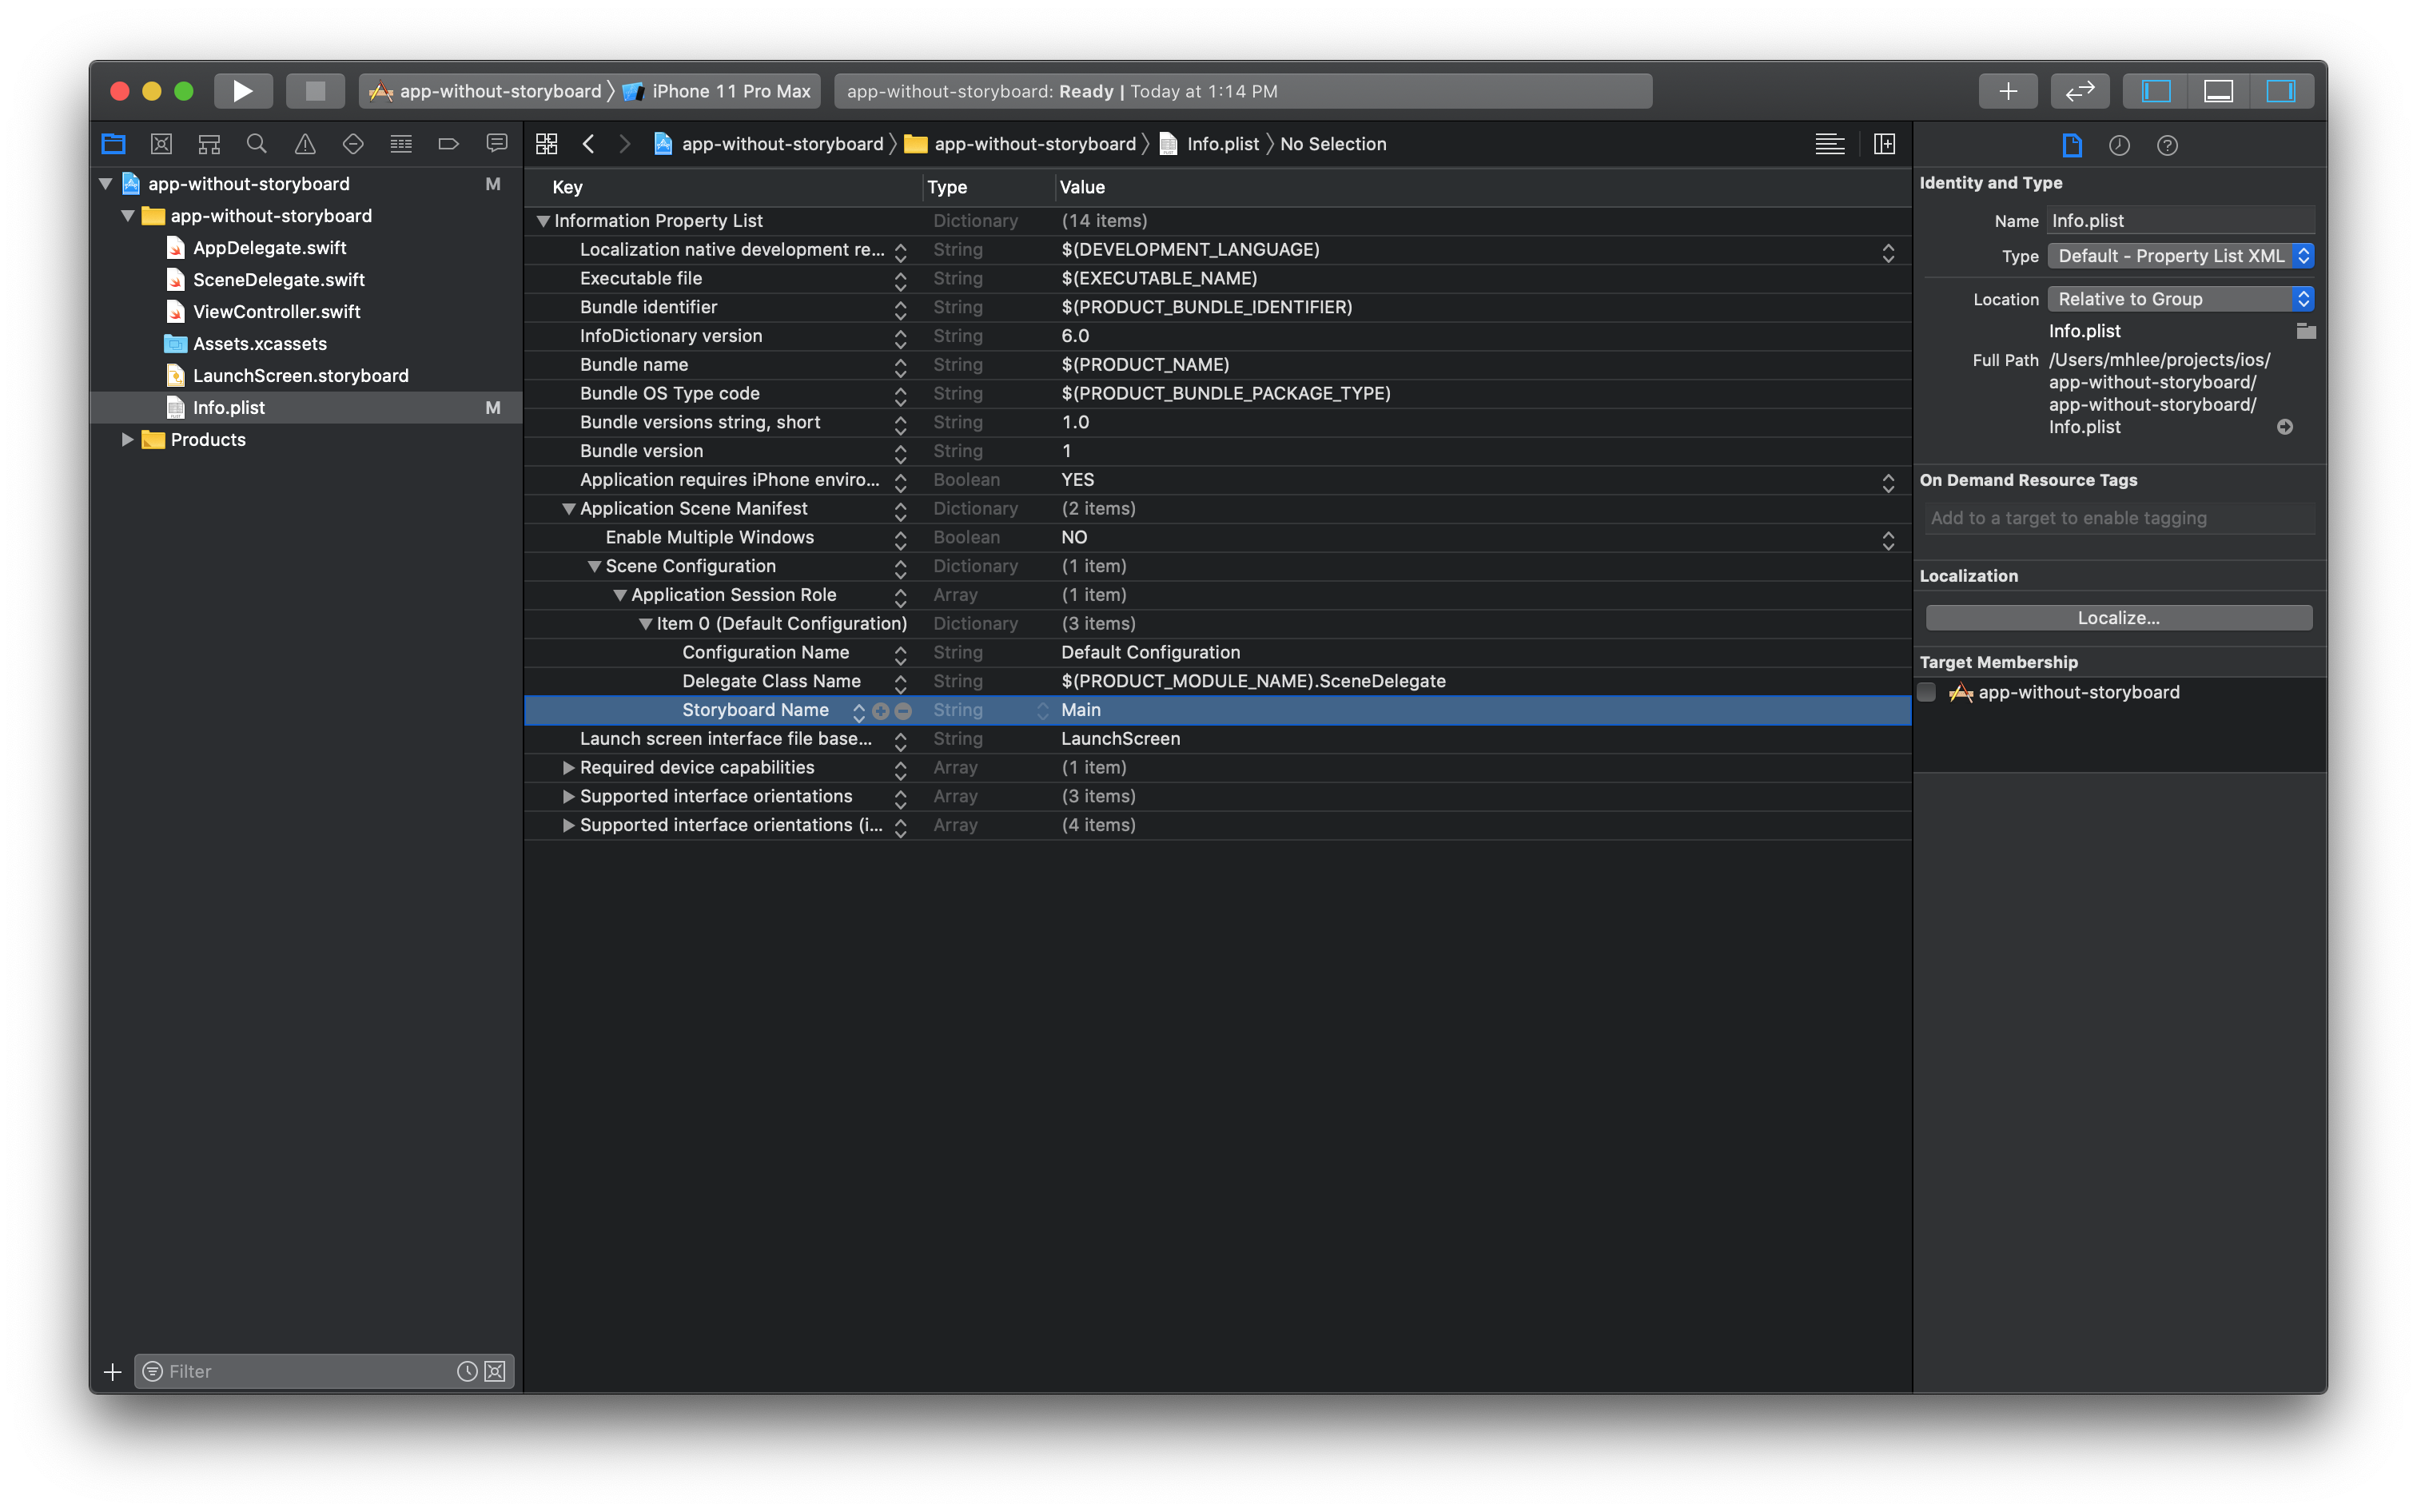 app-without-storyboard 〉 iPhone 11 Pro Max
app-without-storyboard: Ready | Today at 1:14 PM
app-without-storyboard 〉 app-without-storyboard 〉 Info.plist 〉 No Selection
app-without-storyboard M
app-without-storyboard
AppDelegate.swift
SceneDelegate.swift
ViewController.swift
Assets.xcassets
LaunchScreen.storyboard
Info.plist M
Products
Filter
Key Type Value
Information Property List Dictionary (14 items)
Localization native development re... String $(DEVELOPMENT_LANGUAGE)
Executable file String $(EXECUTABLE_NAME)
Bundle identifier String $(PRODUCT_BUNDLE_IDENTIFIER)
InfoDictionary version String 6.0
Bundle name String $(PRODUCT_NAME)
Bundle OS Type code String $(PRODUCT_BUNDLE_PACKAGE_TYPE)
Bundle versions string, short String 1.0
Bundle version String 1
Application requires iPhone enviro... Boolean YES
Application Scene Manifest Dictionary (2 items)
Enable Multiple Windows Boolean NO
Scene Configuration Dictionary (1 item)
Application Session Role Array (1 item)
Item 0 (Default Configuration) Dictionary (3 items)
Configuration Name String Default Configuration
Delegate Class Name String $(PRODUCT_MODULE_NAME).SceneDelegate
Storyboard Name String Main
Launch screen interface file base... String LaunchScreen
Required device capabilities Array (1 item)
Supported interface orientations Array (3 items)
Supported interface orientations (i... Array (4 items)
Identity and Type
Name Info.plist
Type Default - Property List XML
Location Relative to Group
Info.plist
Full Path /Users/mhlee/projects/ios/
app-without-storyboard/
app-without-storyboard/
Info.plist
On Demand Resource Tags
Add to a target to enable tagging
Localization
Localize...
Target Membership
app-without-storyboard